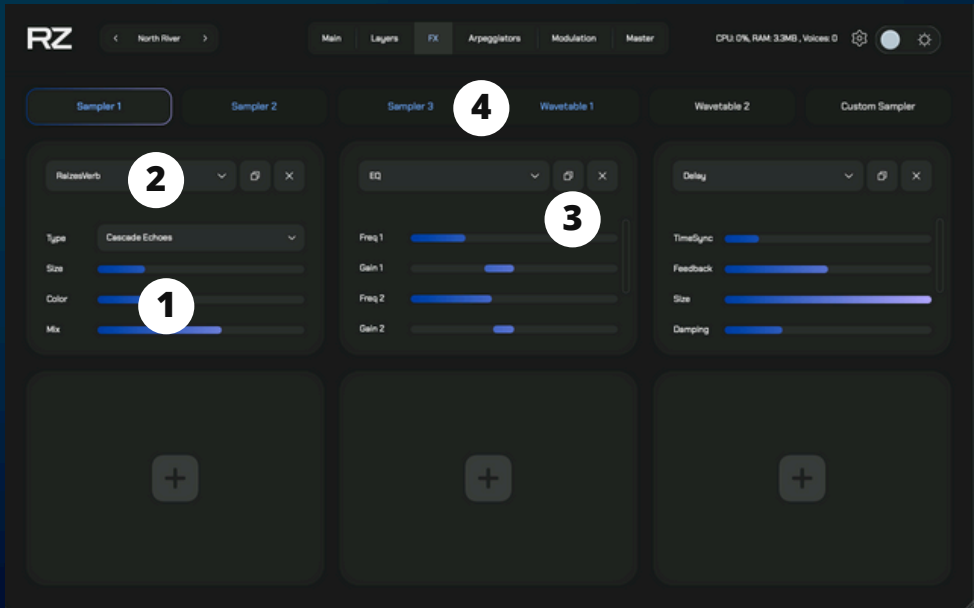 RZ
< North River >
Main Layers FX Arpeggiators Modulation Master
CPU: 0%, RAM: 3.3MB , Voices: 0
Sampler 1 Sampler 2 Sampler 3 4 Wavetable 1 Wavetable 2 Custom Sampler
RaizesVerb 2
EQ
Delay
3
Type Cascade Echoes
Size
Color 1
Mix
Freq 1
Gain 1
Freq 2
Gain 2
TimeSync
Feedback
Size
Damping